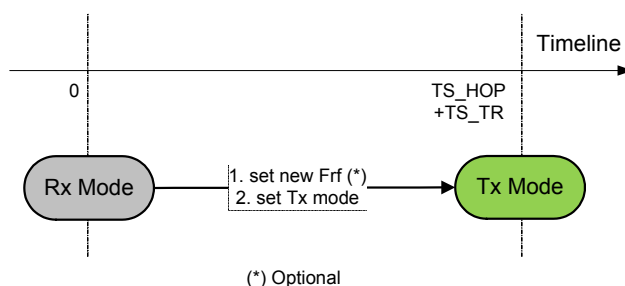 Timeline
0
TS_HOP
+TS_TR
Rx Mode
1. set new Frf (*)
2. set Tx mode
Tx Mode
(*) Optional